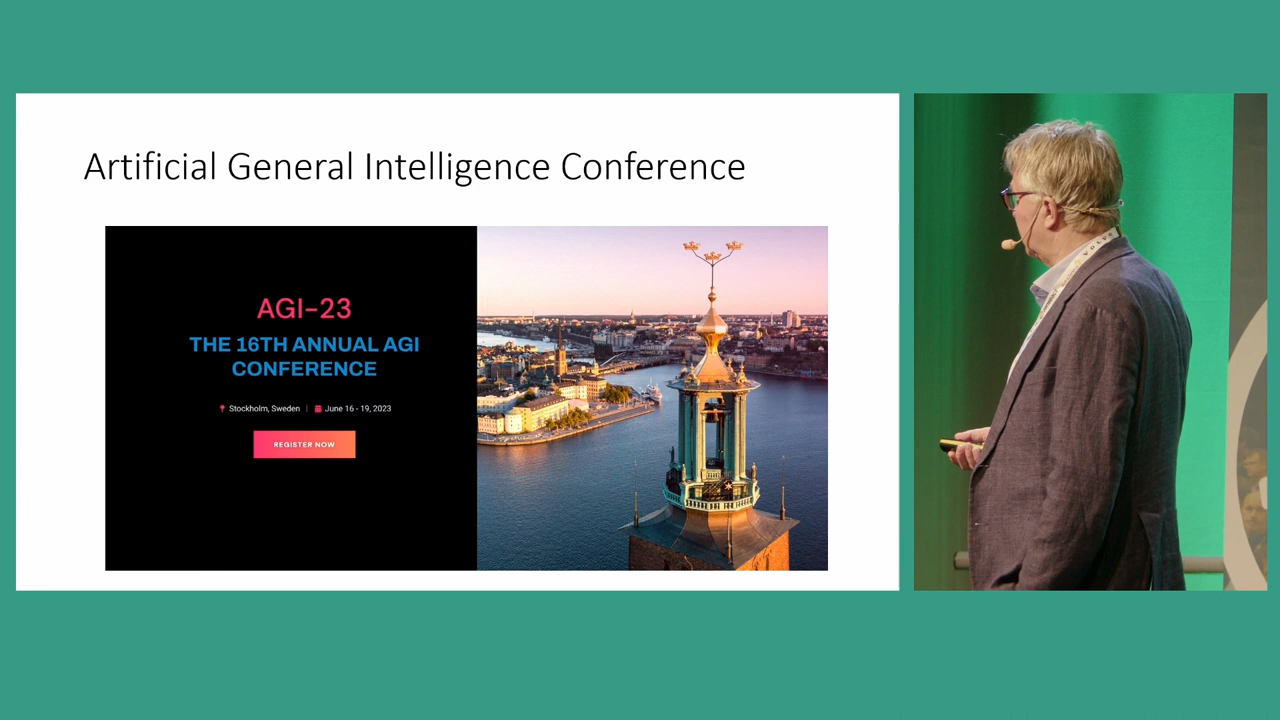 Artificial General Intelligence Conference
AGI-23
THE 16TH ANNUAL AGI
CONFERENCE
Stockholm, Sweden | June 16 - 19, 2023
REGISTER NOW
VOLVO